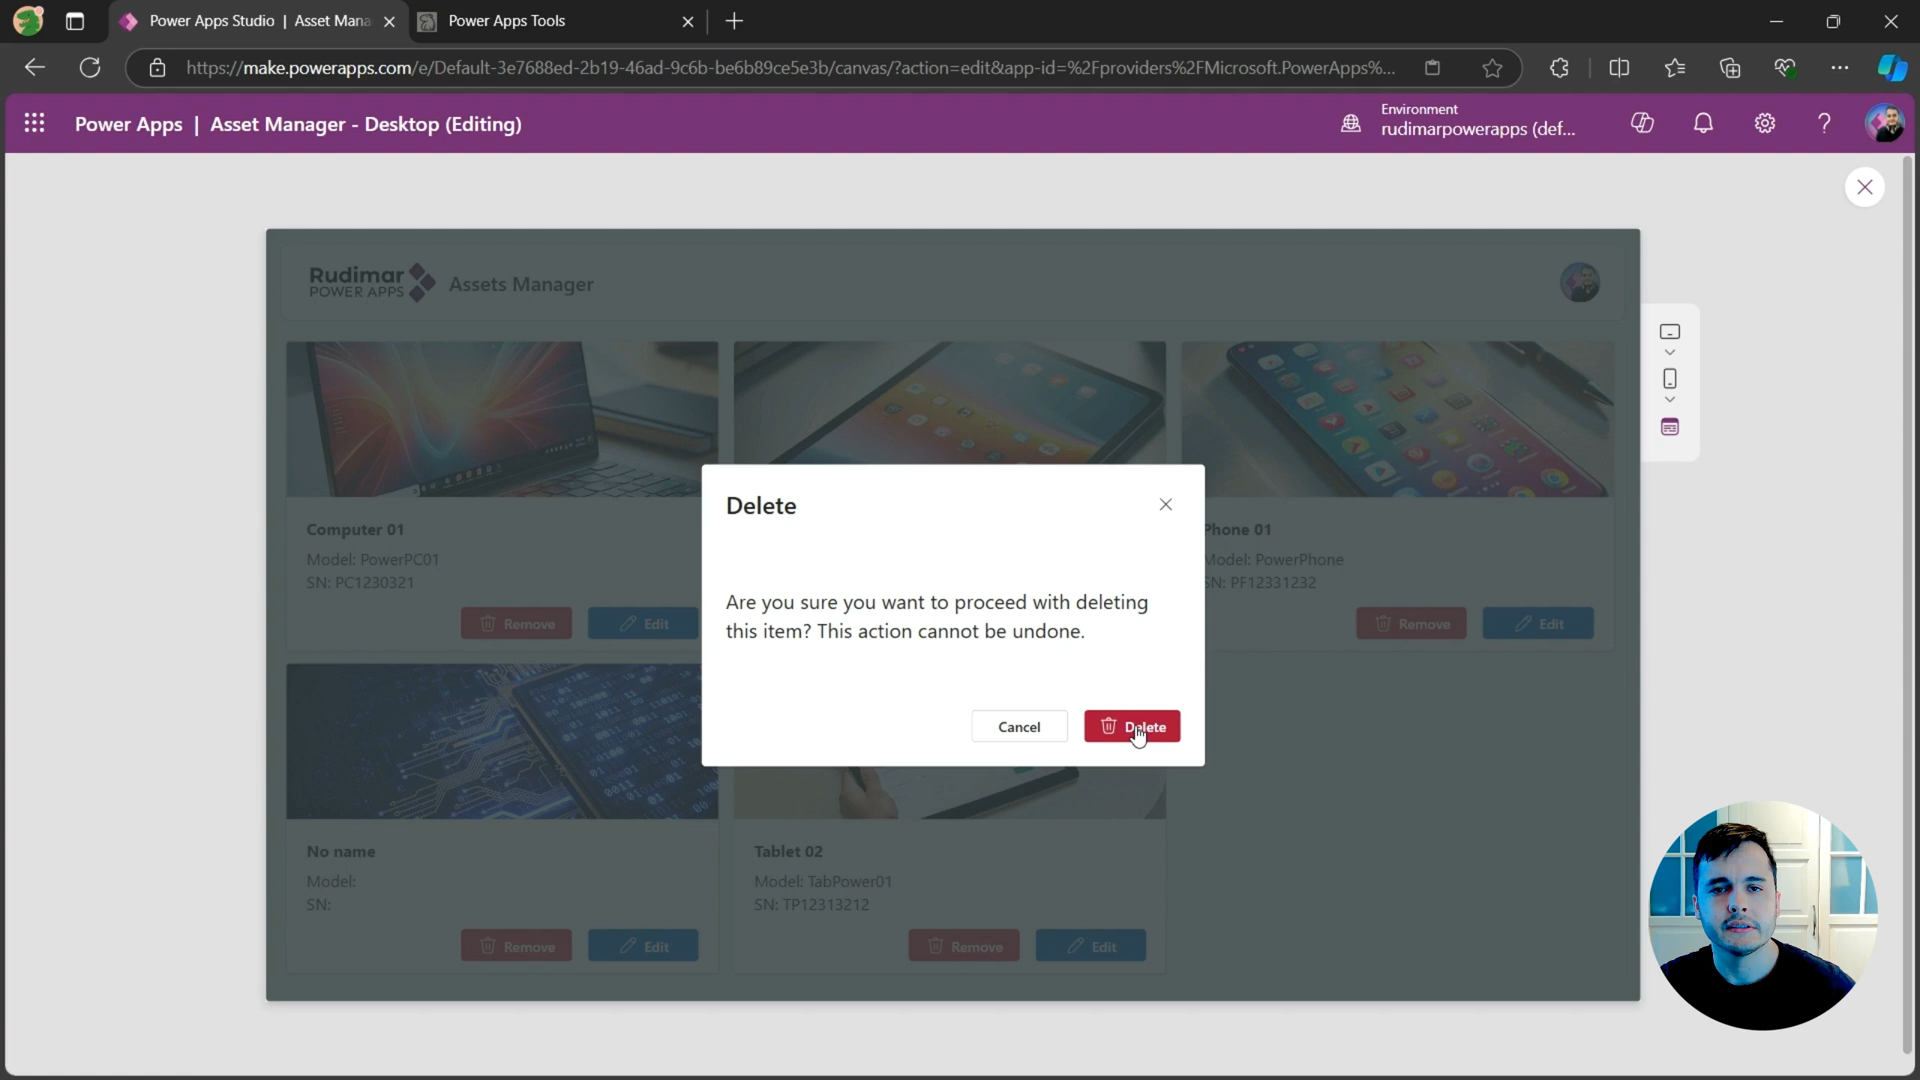 Power Apps Studio | Asset Mana
Power Apps Tools
https://make.powerapps.com/e/Default-3e7688ed-2b19-46ad-9c6b-be6b89ce5e3b/canvas/?action=edit&app-id=%2Fproviders%2FMicrosoft.PowerApps%...
Power Apps | Asset Manager - Desktop (Editing)
Environment
rudimarpowerapps (def...
Rudimar
POWER APPS
Assets Manager
Computer 01
Model: PowerPC01
SN: PC1230321
Remove
Edit
Phone 01
Model: PowerPhone
SN: PF12331232
Remove
Edit
Delete
Are you sure you want to proceed with deleting
this item? This action cannot be undone.
Cancel
Delete
No name
Model:
SN:
Remove
Edit
Tablet 02
Model: TabPower01
SN: TP12313212
Remove
Edit